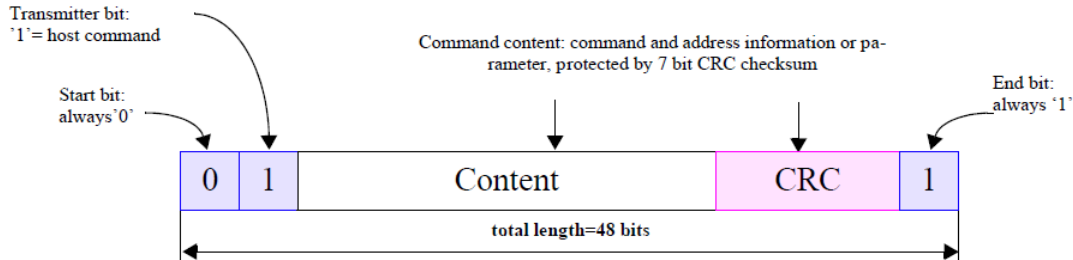 Transmitter bit:
’1’= host command
Command content: command and address information or pa-
rameter, protected by 7 bit CRC checksum
Start bit:
always’0’
End bit:
always ‘1’
0 1 Content CRC 1
total length=48 bits